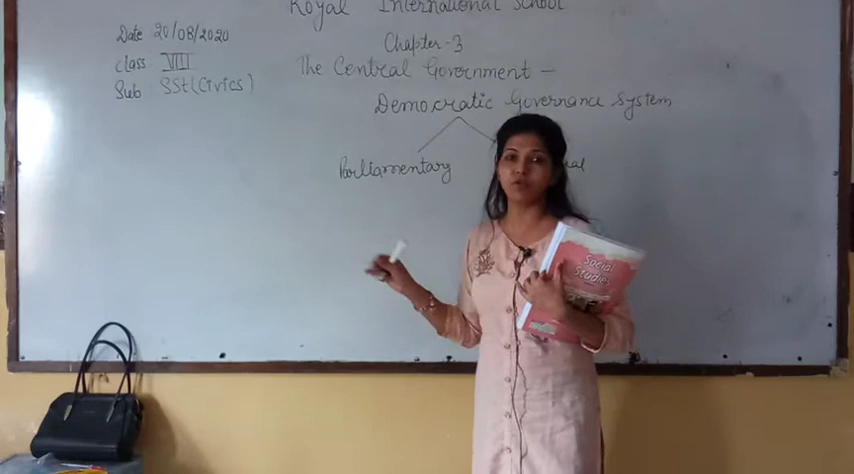 Royal International School
Date 20/08/2020
Chapter-3
Class VIII
The Central Government —
Sub SSt (Civics)
Democratic Governance System
Parliamentary
Social
Studies